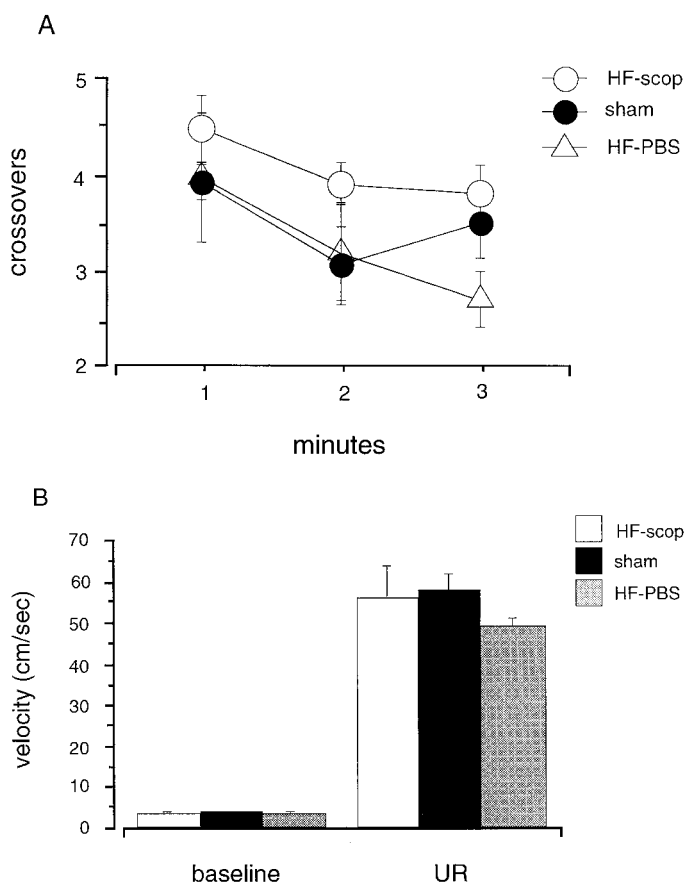 A
crossovers
5
4
3
2
1 2 3
minutes
HF-scop
sham
HF-PBS
B
velocity (cm/sec)
70
60
50
40
30
20
10
0
baseline UR
HF-scop
sham
HF-PBS